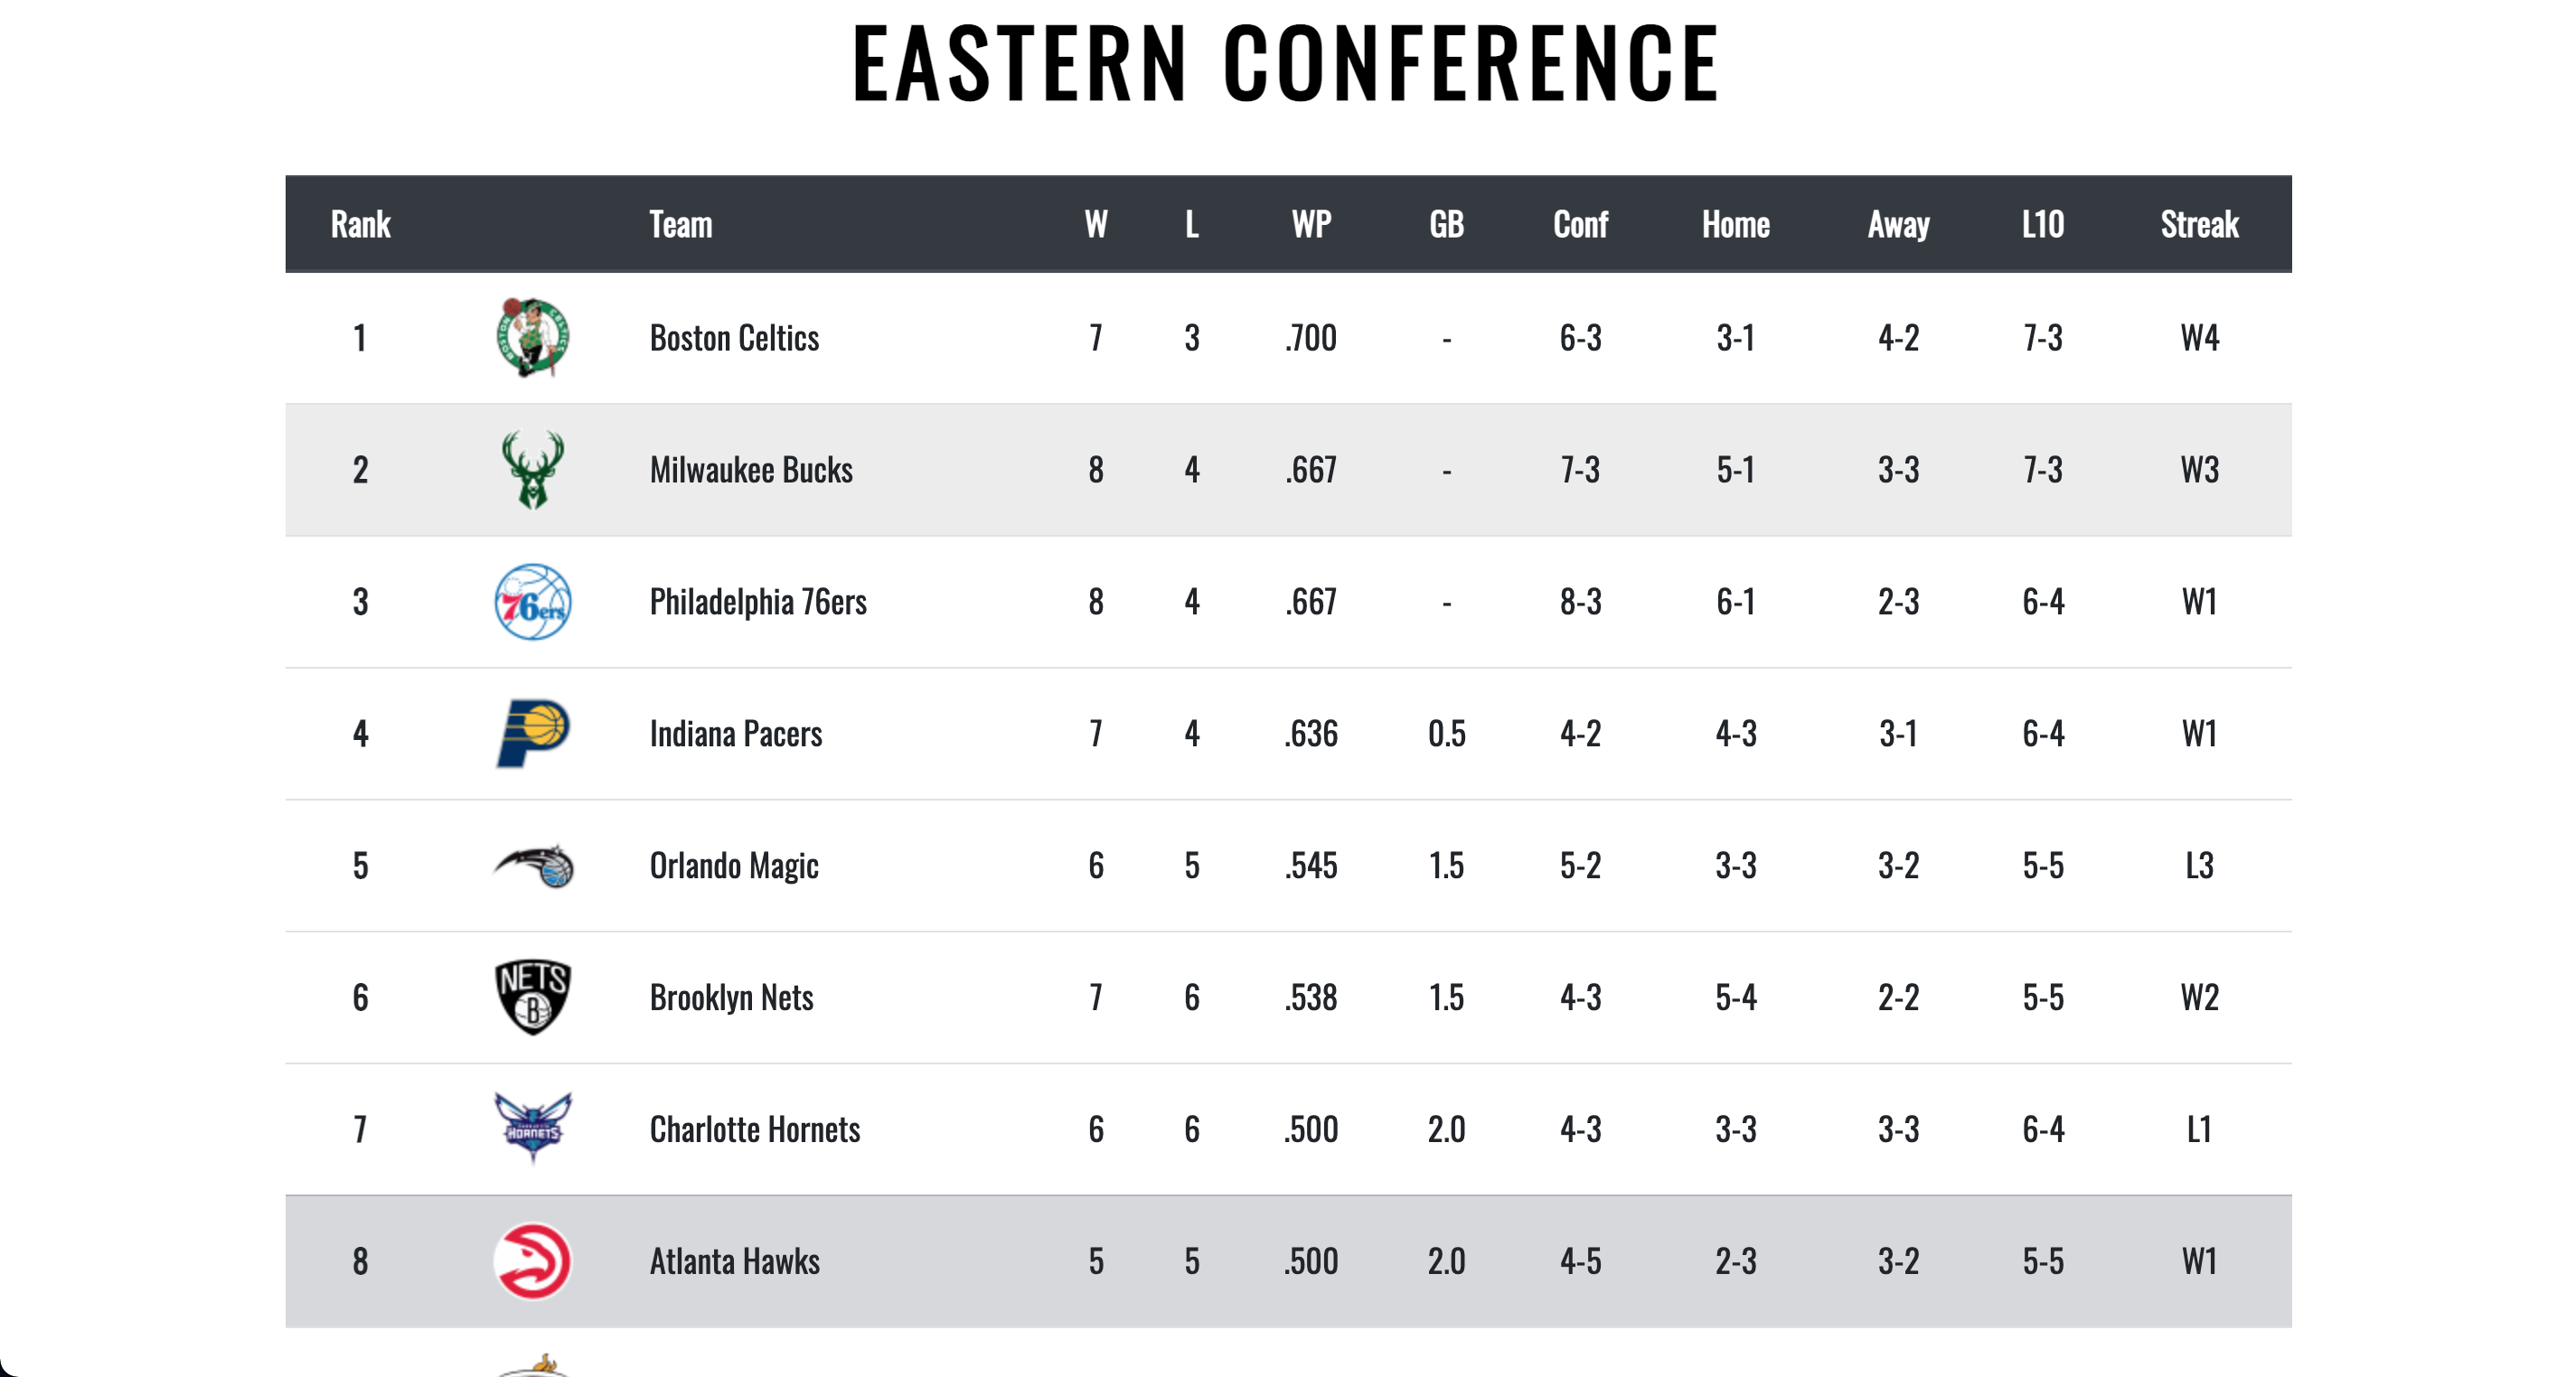 EASTERN CONFERENCE
Rank Team W L WP GB Conf Home Away L10 Streak
1 BOSTON CELTICS Boston Celtics 7 3 .700 - 6-3 3-1 4-2 7-3 W4
2 Milwaukee Bucks 8 4 .667 - 7-3 5-1 3-3 7-3 W3
3 76ers Philadelphia 76ers 8 4 .667 - 8-3 6-1 2-3 6-4 W1
4 Indiana Pacers 7 4 .636 0.5 4-2 4-3 3-1 6-4 W1
5 Orlando Magic 6 5 .545 1.5 5-2 3-3 3-2 5-5 L3
6 NETS B Brooklyn Nets 7 6 .538 1.5 4-3 5-4 2-2 5-5 W2
7 HORNETS Charlotte Hornets 6 6 .500 2.0 4-3 3-3 3-3 6-4 L1
8 Atlanta Hawks 5 5 .500 2.0 4-5 2-3 3-2 5-5 W1